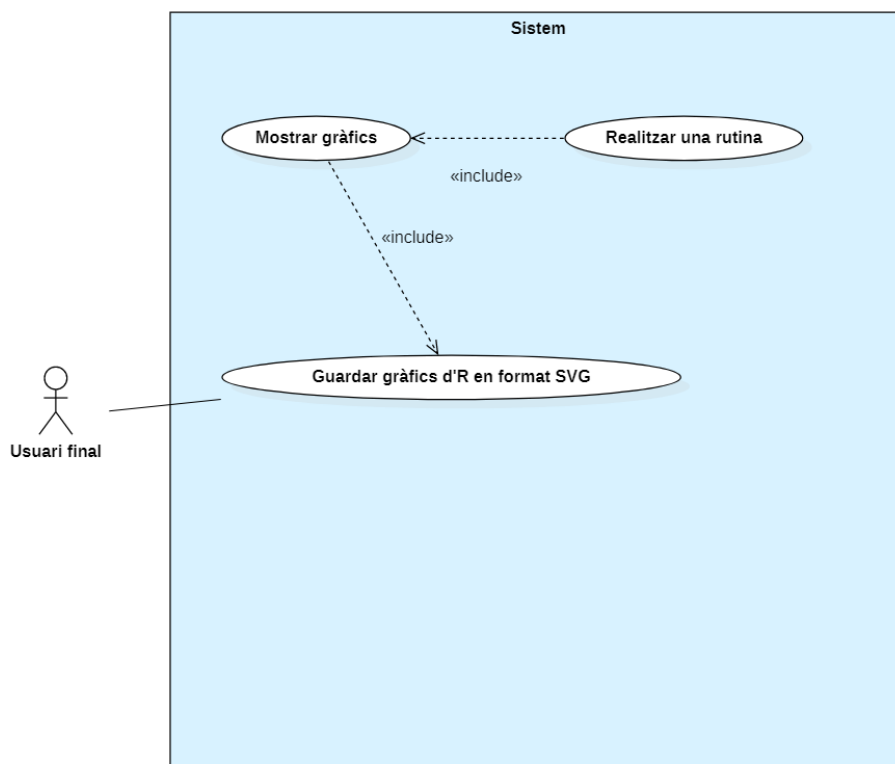 Sistem
Mostrar gràfics
Realitzar una rutina
«include»
«include»
Guardar gràfics d'R en format SVG
Usuari final